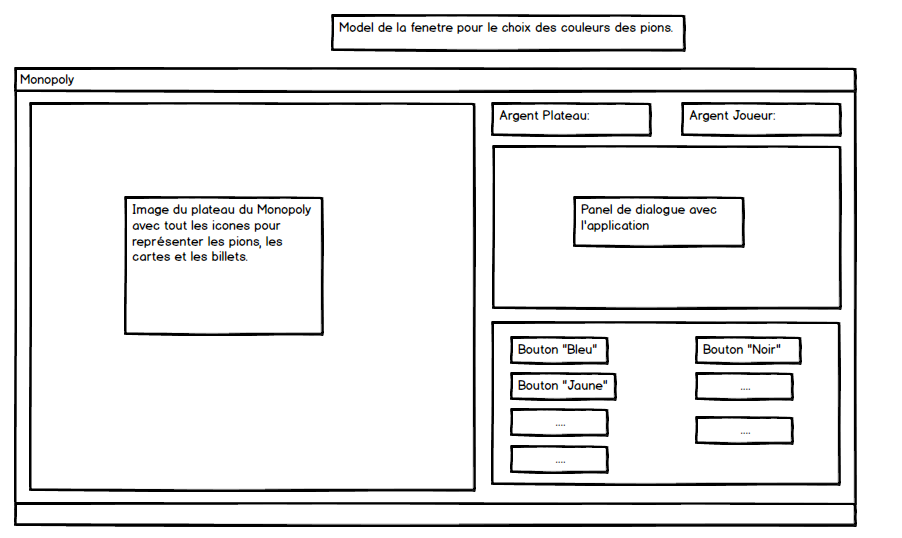 Model de la fenetre pour le choix des couleurs des pions.
Monopoly
Argent Plateau:
Argent Joueur:
Image du plateau du Monopoly
avec tout les icones pour
représenter les pions, les
cartes et les billets.
Panel de dialogue avec
l'application
Bouton "Bleu"
Bouton "Noir"
Bouton "Jaune"
....
....
....
....